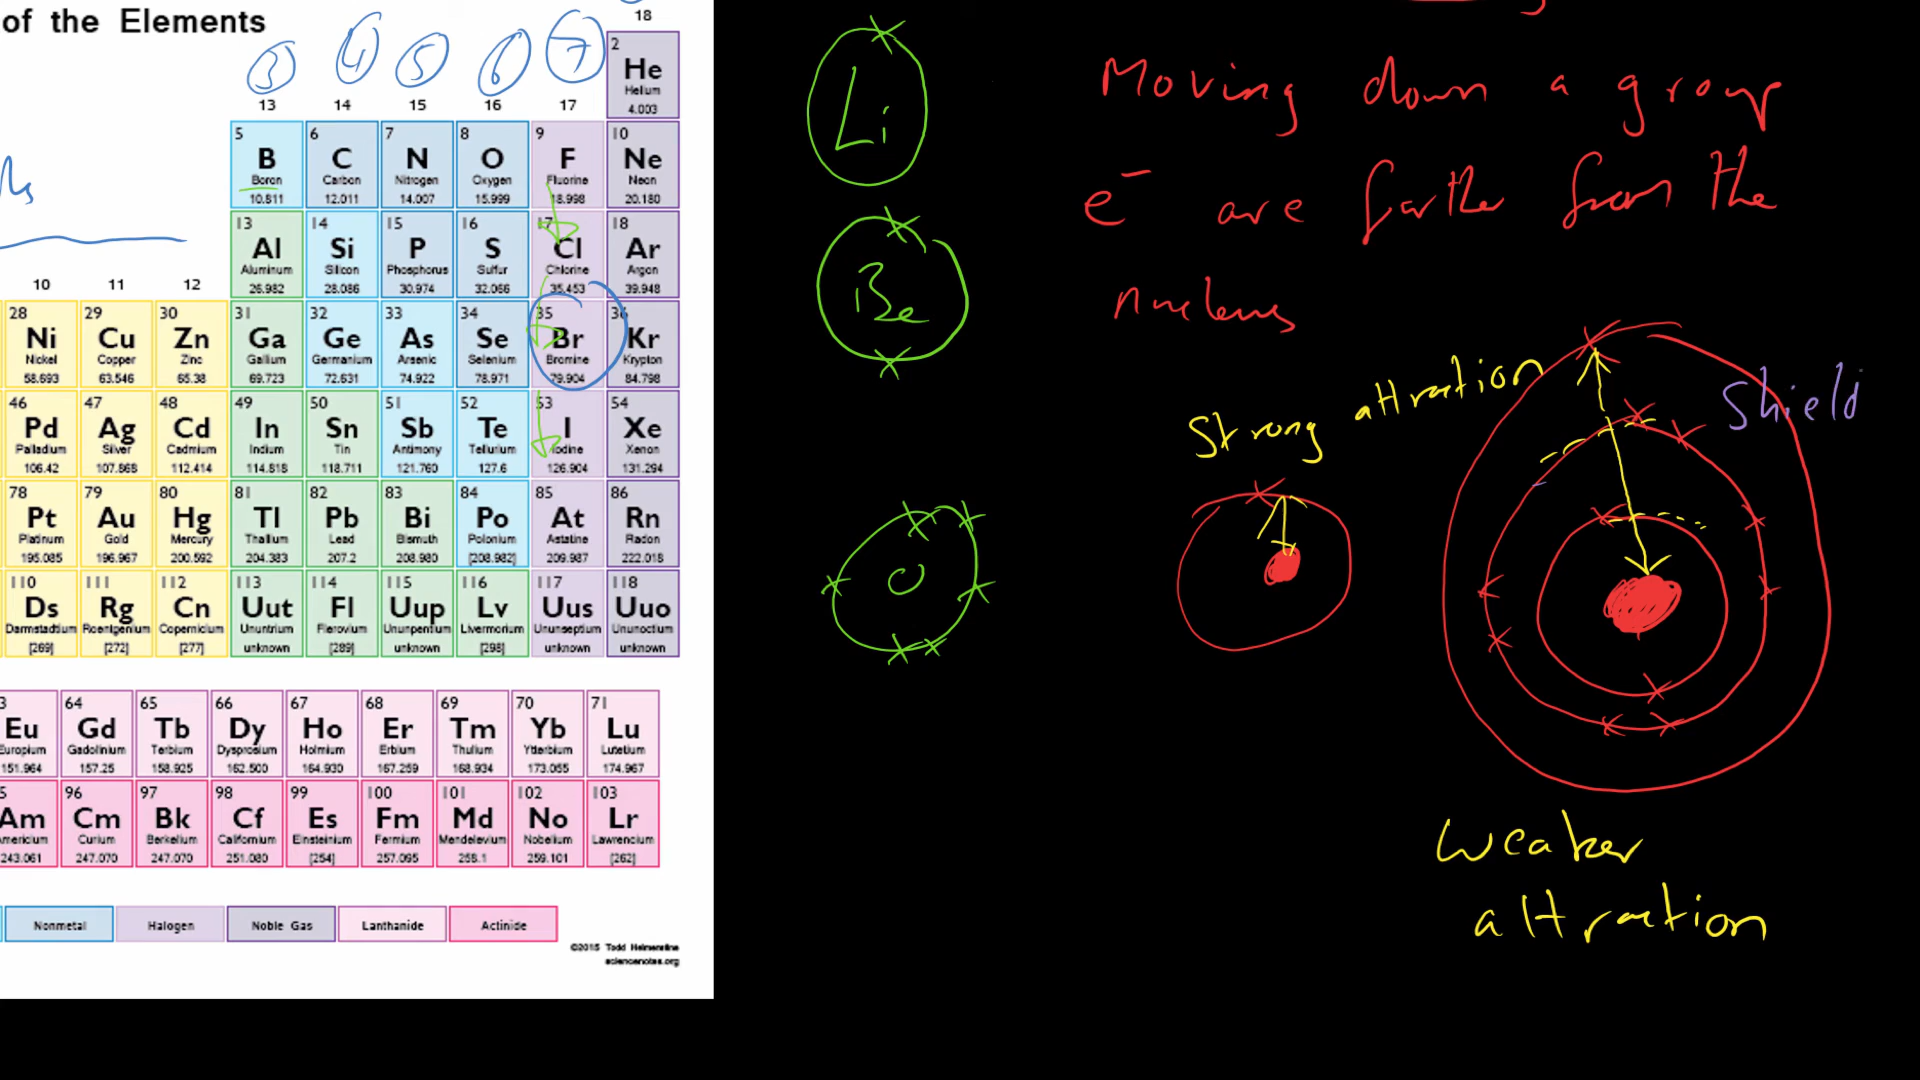 of the Elements
3 4 5 6 7
18
2
He
Helium
4.003
13 14 15 16 17
5 6 7 8 9 10
B C N O F Ne
Boron Carbon Nitrogen Oxygen Fluorine Neon
10.811 12.011 14.007 15.999 18.998 20.180
13 14 15 16 17 18
Al Si P S Cl Ar
Aluminum Silicon Phosphorus Sulfur Chlorine Argon
26.982 28.086 30.974 32.066 35.453 39.948
10 11 12
28 29 30 31 32 33 34 35 36
Ni Cu Zn Ga Ge As Se Br Kr
Nickel Copper Zinc Gallium Germanium Arsenic Selenium Bromine Krypton
58.693 63.546 65.38 69.723 72.631 74.922 78.971 79.904 84.798
46 47 48 49 50 51 52 53 54
Pd Ag Cd In Sn Sb Te I Xe
Palladium Silver Cadmium Indium Tin Antimony Tellurium Iodine Xenon
106.42 107.868 112.414 114.818 118.711 121.760 127.6 126.904 131.294
78 79 80 81 82 83 84 85 86
Pt Au Hg Tl Pb Bi Po At Rn
Platinum Gold Mercury Thallium Lead Bismuth Polonium Astatine Radon
195.085 196.967 200.592 204.383 207.2 208.980 [208.982] 209.987 222.018
110 111 112 113 114 115 116 117 118
Ds Rg Cn Uut Fl Uup Lv Uus Uuo
Darmstadtium Roentgenium Copernicium Ununtrium Flerovium Ununpentium Livermorium Ununseptium Ununoctium
[269] [272] [277] unknown [289] unknown [298] unknown unknown
3 64 65 66 67 68 69 70 71
Eu Gd Tb Dy Ho Er Tm Yb Lu
Europium Gadolinium Terbium Dysprosium Holmium Erbium Thulium Ytterbium Lutetium
151.964 157.25 158.925 162.500 164.930 167.259 168.934 173.055 174.967
5 96 97 98 99 100 101 102 103
Am Cm Bk Cf Es Fm Md No Lr
Americium Curium Berkelium Californium Einsteinium Fermium Mendelevium Nobelium Lawrencium
243.061 247.070 247.070 251.080 [254] 257.095 258.1 259.101 [262]
Nonmetal Halogen Noble Gas Lanthanide Actinide
©2015 Todd Helmenstine
sciencenotes.org
Li
Be
O
Moving down a group
e⁻ are farther from the
nucleus
Strong attraction
Shield
Weaker
attraction